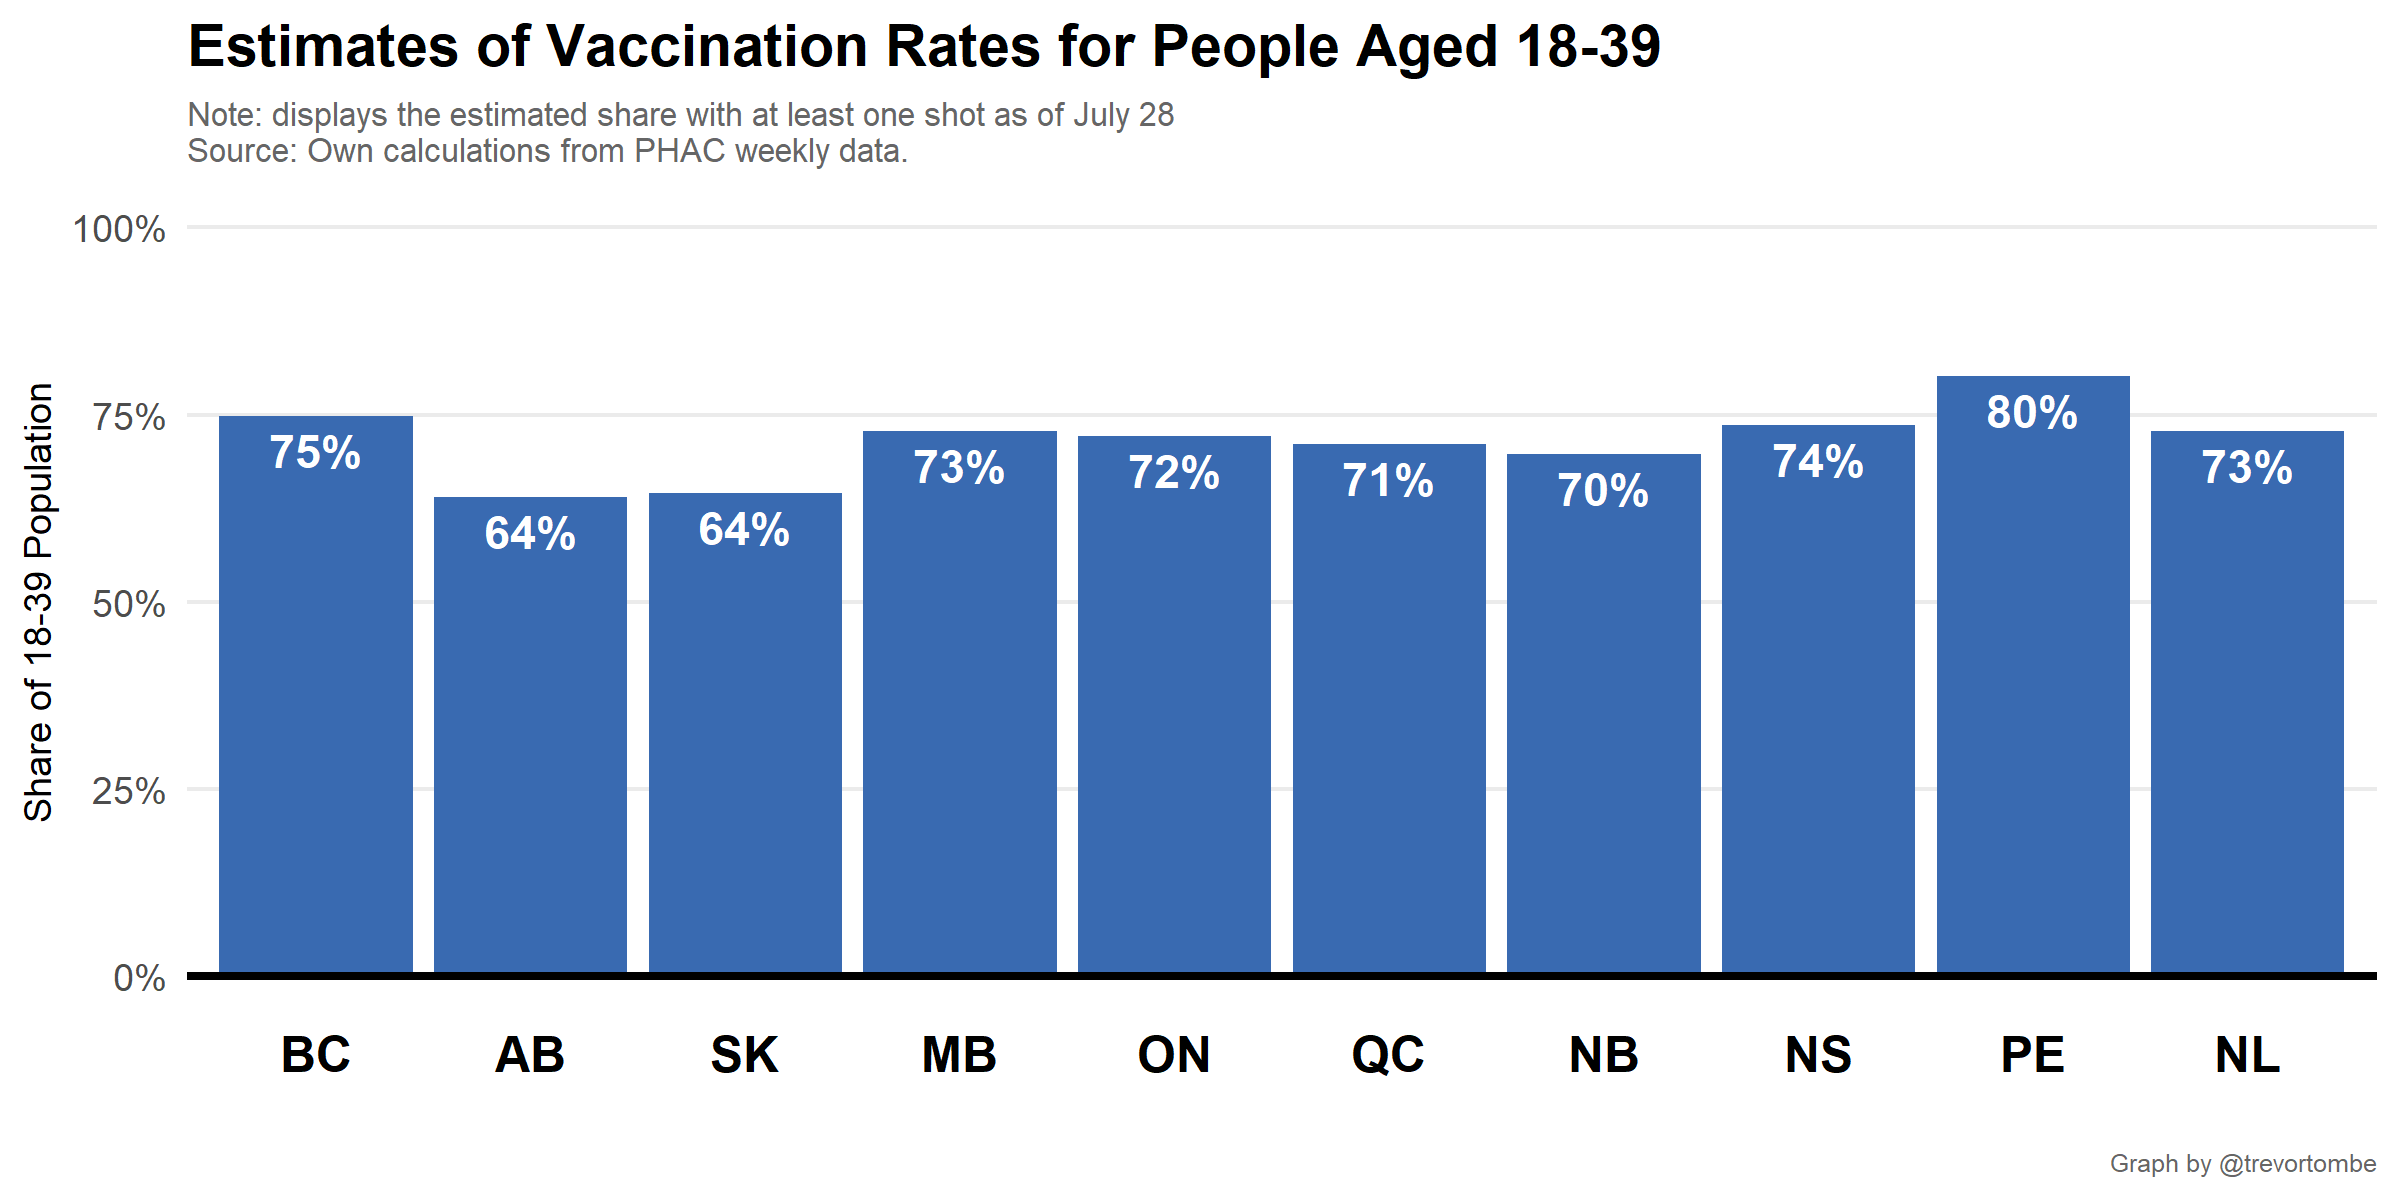 Estimates of Vaccination Rates for People Aged 18-39
Note: displays the estimated share with at least one shot as of July 28
Source: Own calculations from PHAC weekly data.
Share of 18-39 Population
100%
75%
50%
25%
0%
75%
64%
64%
73%
72%
71%
70%
74%
80%
73%
BC
AB
SK
MB
ON
QC
NB
NS
PE
NL
Graph by @trevortombe